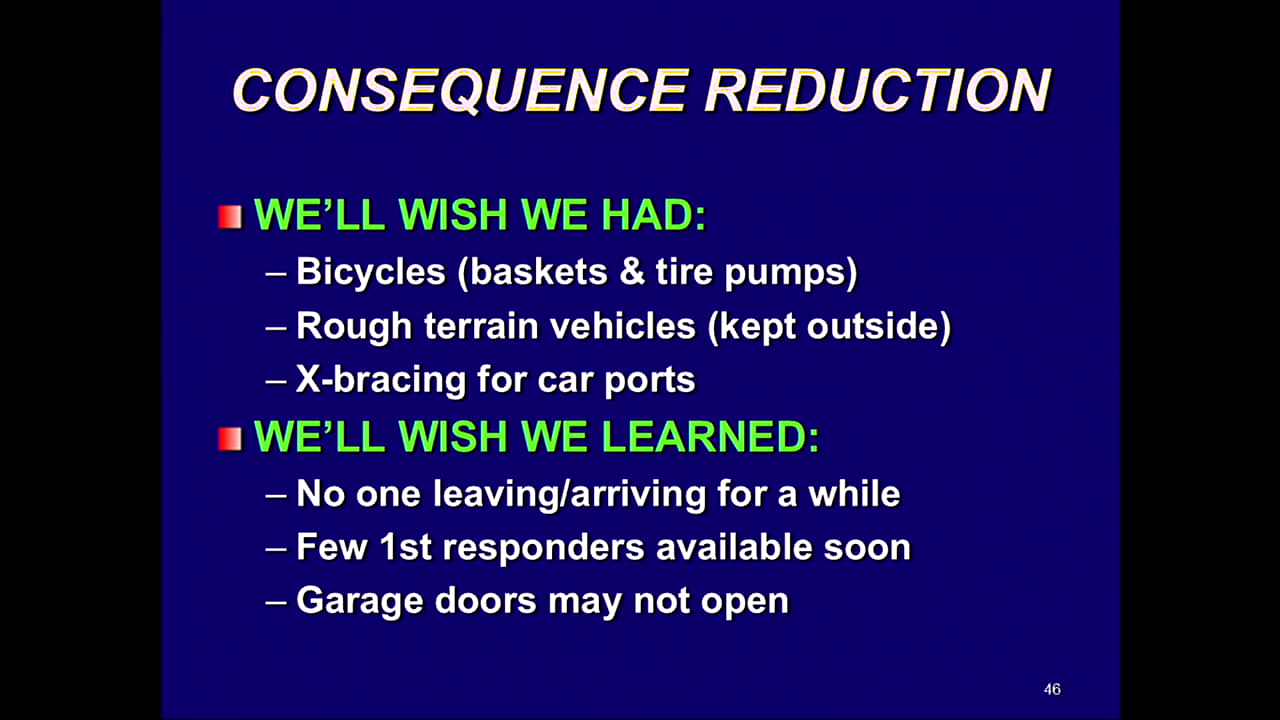 CONSEQUENCE REDUCTION
WE’LL WISH WE HAD:
– Bicycles (baskets & tire pumps)
– Rough terrain vehicles (kept outside)
– X-bracing for car ports
WE’LL WISH WE LEARNED:
– No one leaving/arriving for a while
– Few 1st responders available soon
– Garage doors may not open
46